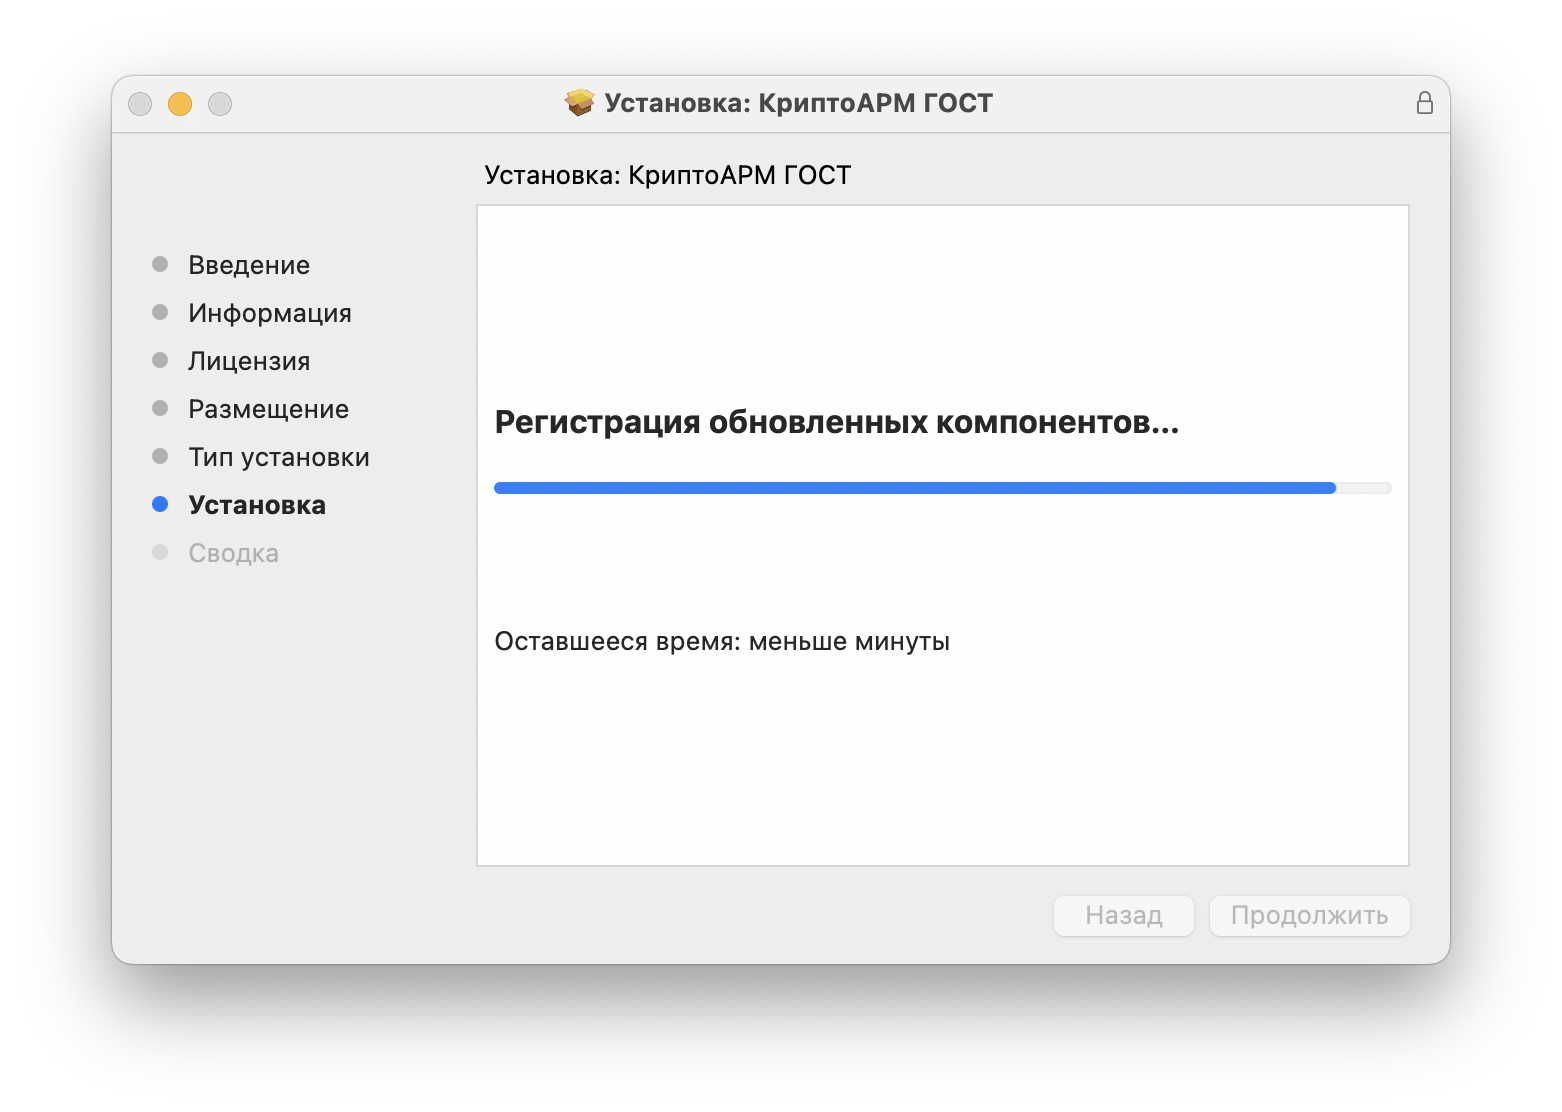 Установка: КриптоАРМ ГОСТ
Установка: КриптоАРМ ГОСТ
Введение
Информация
Лицензия
Размещение
Тип установки
Установка
Сводка
Регистрация обновленных компонентов...
Оставшееся время: меньше минуты
Назад
Продолжить